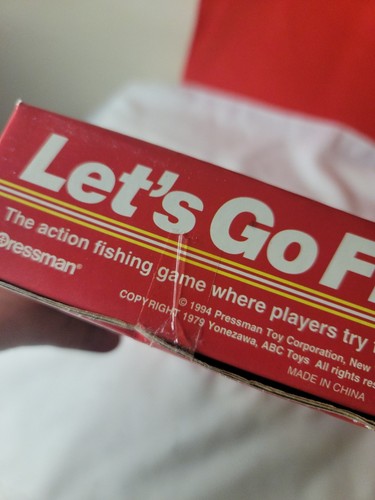 Let's Go F
The action fishing game where players try
Pressman®
© 1994 Pressman Toy Corporation, New
COPYRIGHT 1979 Yonezawa, ABC Toys All rights res
MADE IN CHINA